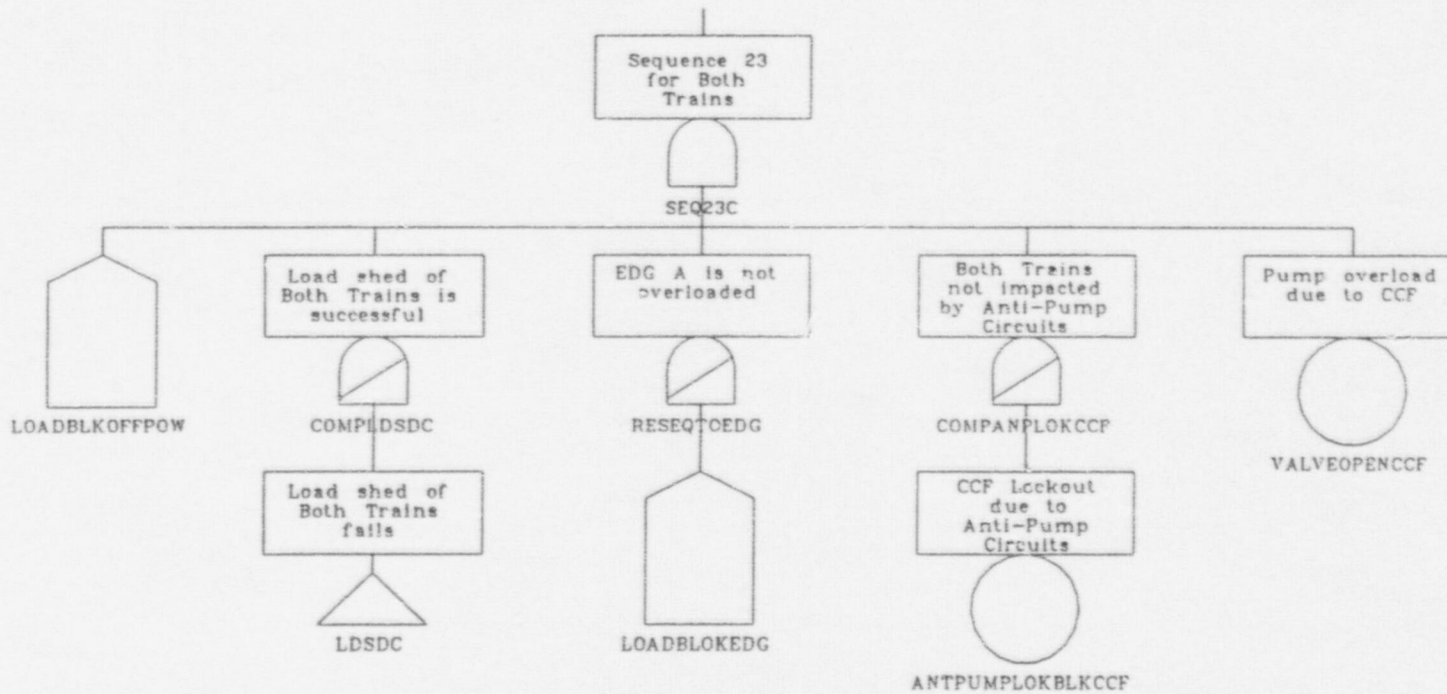 Sequence 23
for Both
Trains
SEQ23C
Load shed of
Both Trains is
successful
EDG A is not
overloaded
Both Trains
not impacted
by Anti-Pump
Circuits
Pump overload
due to CCF
LOADBLKOFFPOW
COMPLDSDC
RESEQTOEDG
COMPANPLOKCCF
VALVEOPENCCF
Load shed of
Both Trains
fails
CCF Lockout
due to
Anti-Pump
Circuits
LDSDC
LOADBLOKEDG
ANTPUMPLOKBLKCCF